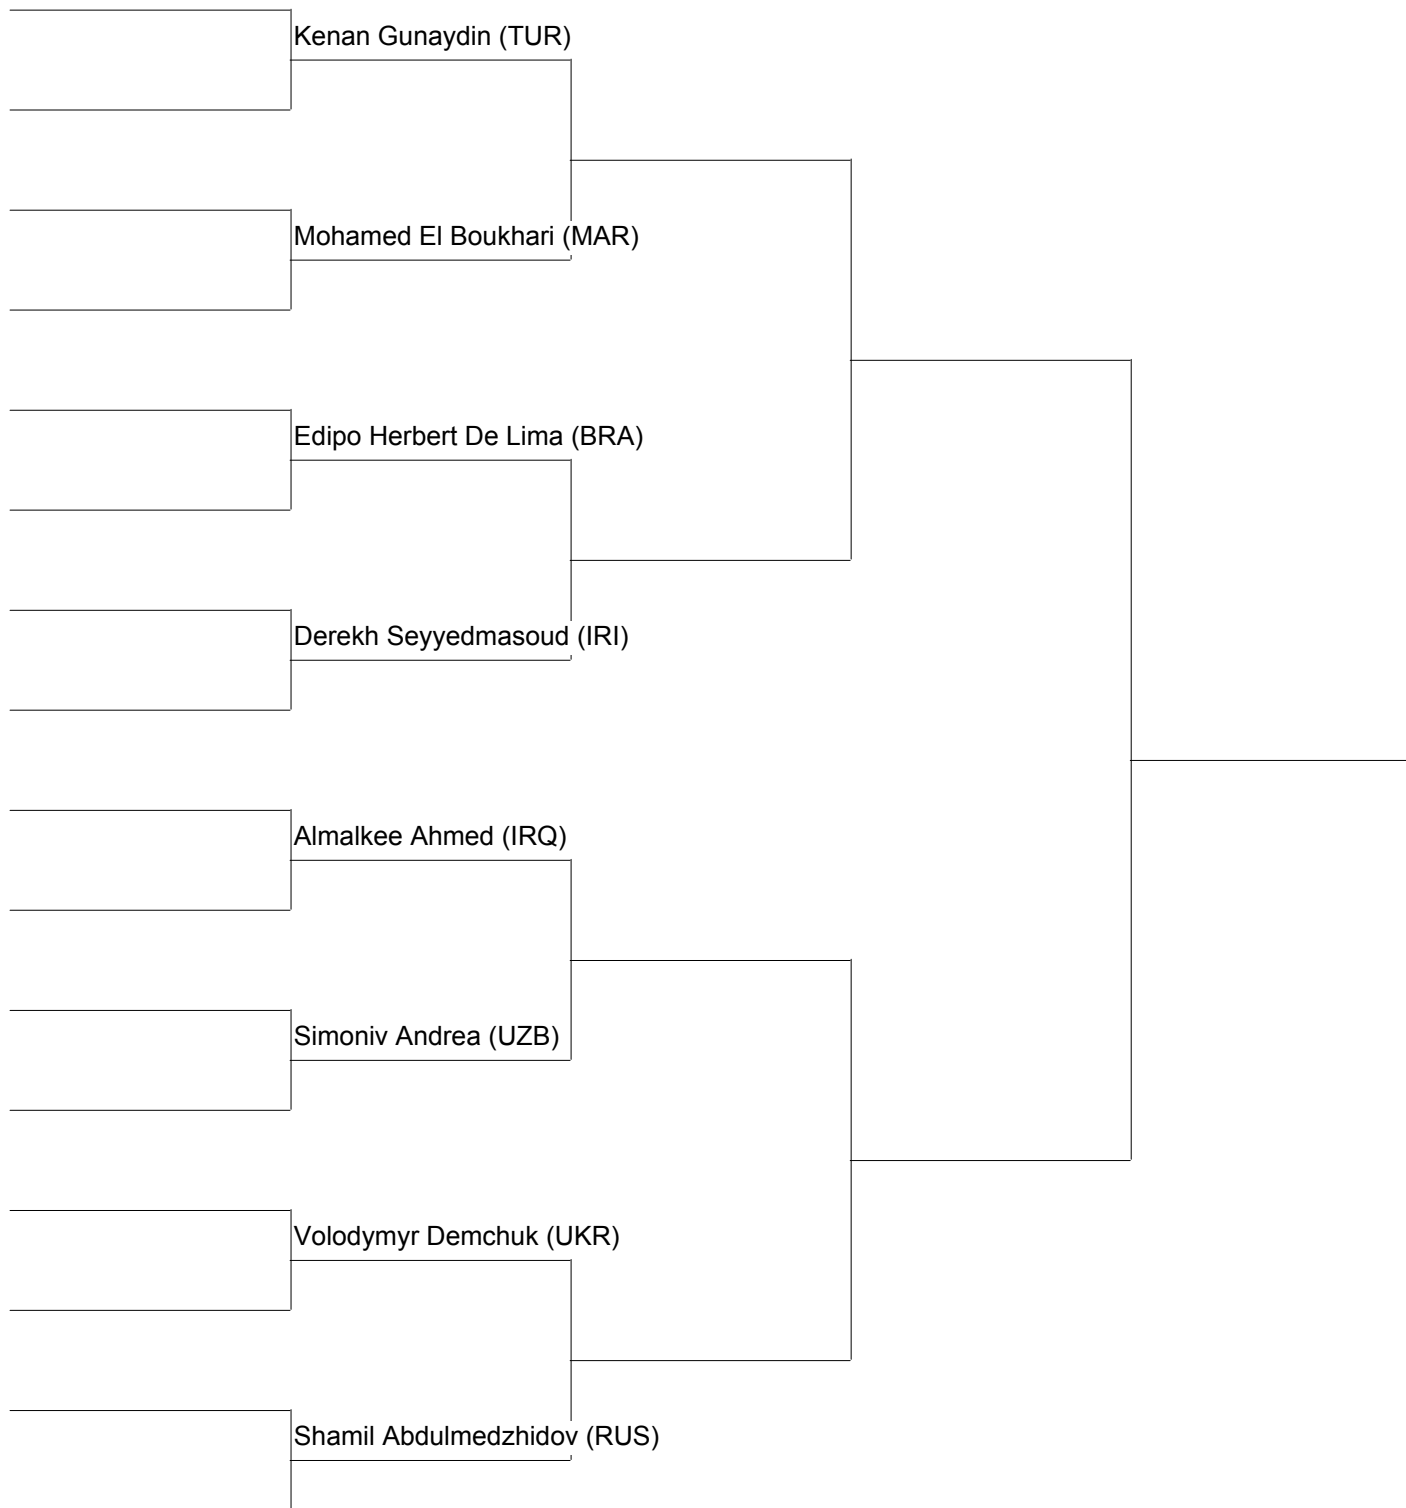 Kenan Gunaydin (TUR)
Mohamed El Boukhari (MAR)
Edipo Herbert De Lima (BRA)
Derekh Seyyedmasoud (IRI)
Almalkee Ahmed (IRQ)
Simoniv Andrea (UZB)
Volodymyr Demchuk (UKR)
Shamil Abdulmedzhidov (RUS)